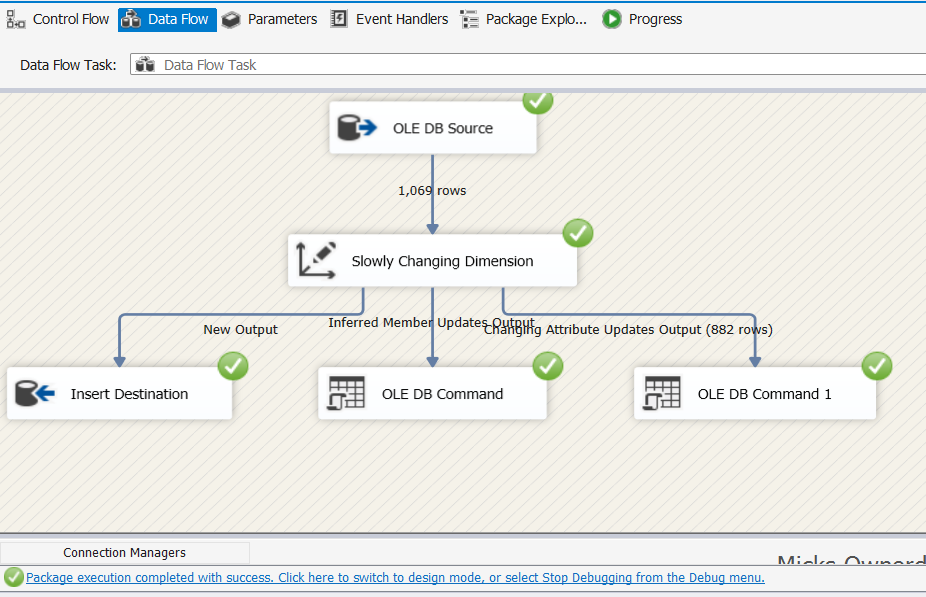 Control Flow Data Flow Parameters Event Handlers Package Explo... Progress
Data Flow Task: Data Flow Task
OLE DB Source
1,069 rows
Slowly Changing Dimension
New Output Inferred Member Updates Output Changing Attribute Updates Output (882 rows)
Insert Destination OLE DB Command OLE DB Command 1
Connection Managers
Package execution completed with success. Click here to switch to design mode, or select Stop Debugging from the Debug menu.